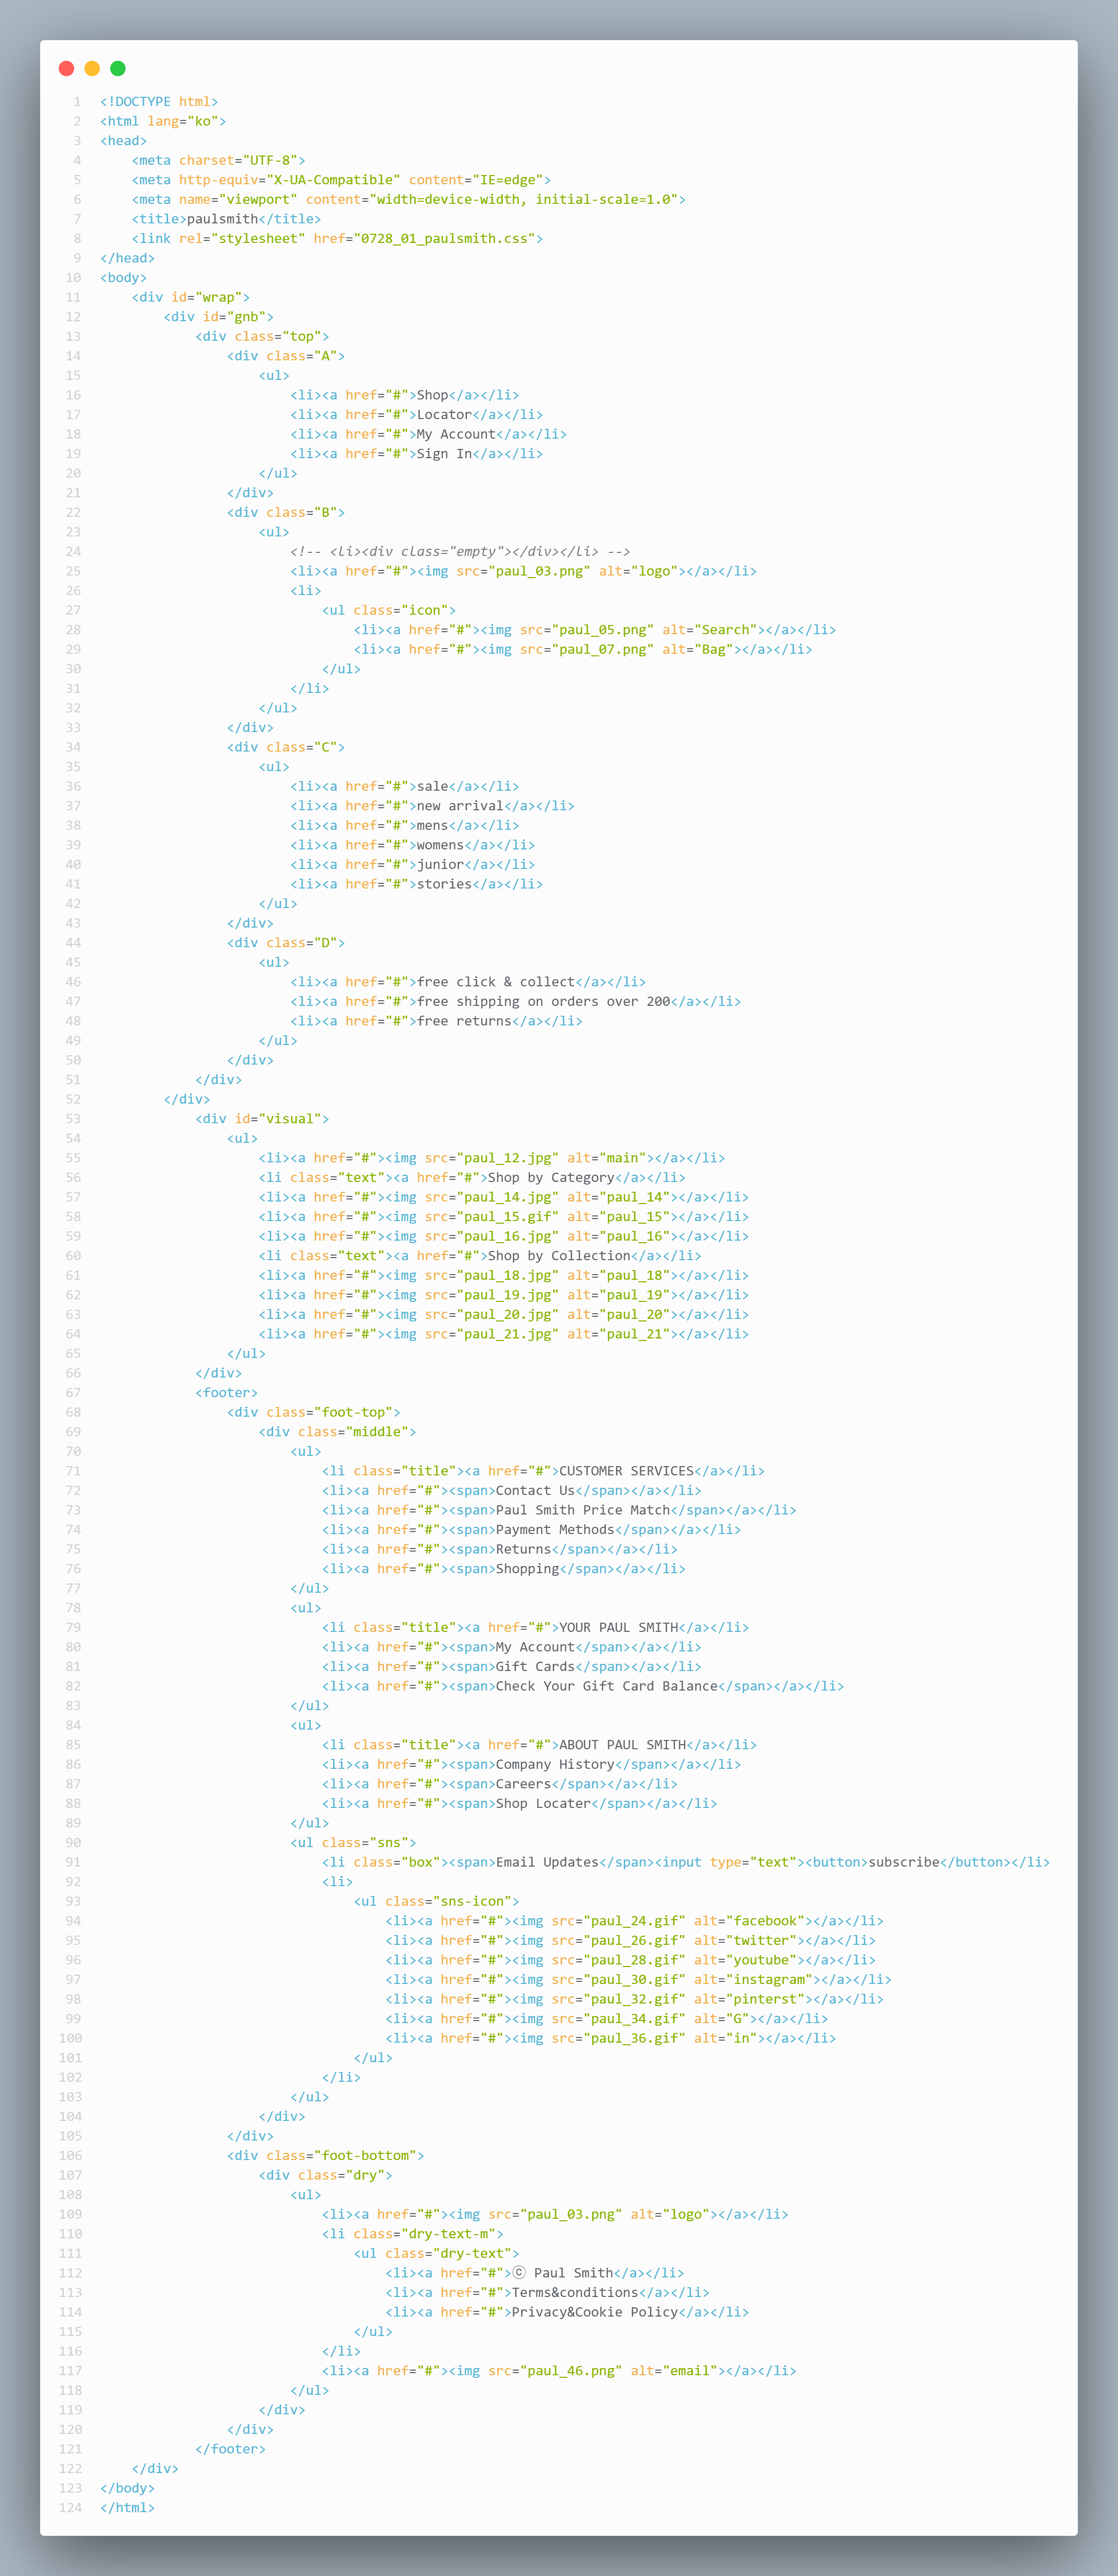 1 <!DOCTYPE html>
2 <html lang="ko">
3 <head>
4     <meta charset="UTF-8">
5     <meta http-equiv="X-UA-Compatible" content="IE=edge">
6     <meta name="viewport" content="width=device-width, initial-scale=1.0">
7     <title>paulsmith</title>
8     <link rel="stylesheet" href="0728_01_paulsmith.css">
9 </head>
10 <body>
11     <div id="wrap">
12         <div id="gnb">
13             <div class="top">
14                 <div class="A">
15                     <ul>
16                         <li><a href="#">Shop</a></li>
17                         <li><a href="#">Locator</a></li>
18                         <li><a href="#">My Account</a></li>
19                         <li><a href="#">Sign In</a></li>
20                     </ul>
21                 </div>
22                 <div class="B">
23                     <ul>
24                         <!-- <li><div class="empty"></div></li> -->
25                         <li><a href="#"><img src="paul_03.png" alt="logo"></a></li>
26                         <li>
27                             <ul class="icon">
28                                 <li><a href="#"><img src="paul_05.png" alt="Search"></a></li>
29                                 <li><a href="#"><img src="paul_07.png" alt="Bag"></a></li>
30                             </ul>
31                         </li>
32                     </ul>
33                 </div>
34                 <div class="C">
35                     <ul>
36                         <li><a href="#">sale</a></li>
37                         <li><a href="#">new arrival</a></li>
38                         <li><a href="#">mens</a></li>
39                         <li><a href="#">womens</a></li>
40                         <li><a href="#">junior</a></li>
41                         <li><a href="#">stories</a></li>
42                     </ul>
43                 </div>
44                 <div class="D">
45                     <ul>
46                         <li><a href="#">free click & collect</a></li>
47                         <li><a href="#">free shipping on orders over 200</a></li>
48                         <li><a href="#">free returns</a></li>
49                     </ul>
50                 </div>
51             </div>
52         </div>
53             <div id="visual">
54                 <ul>
55                     <li><a href="#"><img src="paul_12.jpg" alt="main"></a></li>
56                     <li class="text"><a href="#">Shop by Category</a></li>
57                     <li><a href="#"><img src="paul_14.jpg" alt="paul_14"></a></li>
58                     <li><a href="#"><img src="paul_15.gif" alt="paul_15"></a></li>
59                     <li><a href="#"><img src="paul_16.jpg" alt="paul_16"></a></li>
60                     <li class="text"><a href="#">Shop by Collection</a></li>
61                     <li><a href="#"><img src="paul_18.jpg" alt="paul_18"></a></li>
62                     <li><a href="#"><img src="paul_19.jpg" alt="paul_19"></a></li>
63                     <li><a href="#"><img src="paul_20.jpg" alt="paul_20"></a></li>
64                     <li><a href="#"><img src="paul_21.jpg" alt="paul_21"></a></li>
65                 </ul>
66             </div>
67             <footer>
68                 <div class="foot-top">
69                     <div class="middle">
70                         <ul>
71                             <li class="title"><a href="#">CUSTOMER SERVICES</a></li>
72                             <li><a href="#"><span>Contact Us</span></a></li>
73                             <li><a href="#"><span>Paul Smith Price Match</span></a></li>
74                             <li><a href="#"><span>Payment Methods</span></a></li>
75                             <li><a href="#"><span>Returns</span></a></li>
76                             <li><a href="#"><span>Shopping</span></a></li>
77                         </ul>
78                         <ul>
79                             <li class="title"><a href="#">YOUR PAUL SMITH</a></li>
80                             <li><a href="#"><span>My Account</span></a></li>
81                             <li><a href="#"><span>Gift Cards</span></a></li>
82                             <li><a href="#"><span>Check Your Gift Card Balance</span></a></li>
83                         </ul>
84                         <ul>
85                             <li class="title"><a href="#">ABOUT PAUL SMITH</a></li>
86                             <li><a href="#"><span>Company History</span></a></li>
87                             <li><a href="#"><span>Careers</span></a></li>
88                             <li><a href="#"><span>Shop Locater</span></a></li>
89                         </ul>
90                         <ul class="sns">
91                             <li class="box"><span>Email Updates</span><input type="text"><button>subscribe</button></li>
92                             <li>
93                                 <ul class="sns-icon">
94                                     <li><a href="#"><img src="paul_24.gif" alt="facebook"></a></li>
95                                     <li><a href="#"><img src="paul_26.gif" alt="twitter"></a></li>
96                                     <li><a href="#"><img src="paul_28.gif" alt="youtube"></a></li>
97                                     <li><a href="#"><img src="paul_30.gif" alt="instagram"></a></li>
98                                     <li><a href="#"><img src="paul_32.gif" alt="pinterst"></a></li>
99                                     <li><a href="#"><img src="paul_34.gif" alt="G"></a></li>
100                                     <li><a href="#"><img src="paul_36.gif" alt="in"></a></li>
101                                 </ul>
102                             </li>
103                         </ul>
104                     </div>
105                 </div>
106                 <div class="foot-bottom">
107                     <div class="dry">
108                         <ul>
109                             <li><a href="#"><img src="paul_03.png" alt="logo"></a></li>
110                             <li class="dry-text-m">
111                                 <ul class="dry-text">
112                                     <li><a href="#">ⓒ Paul Smith</a></li>
113                                     <li><a href="#">Terms&conditions</a></li>
114                                     <li><a href="#">Privacy&Cookie Policy</a></li>
115                                 </ul>
116                             </li>
117                             <li><a href="#"><img src="paul_46.png" alt="email"></a></li>
118                         </ul>
119                     </div>
120                 </div>
121             </footer>
122     </div>
123 </body>
124 </html>